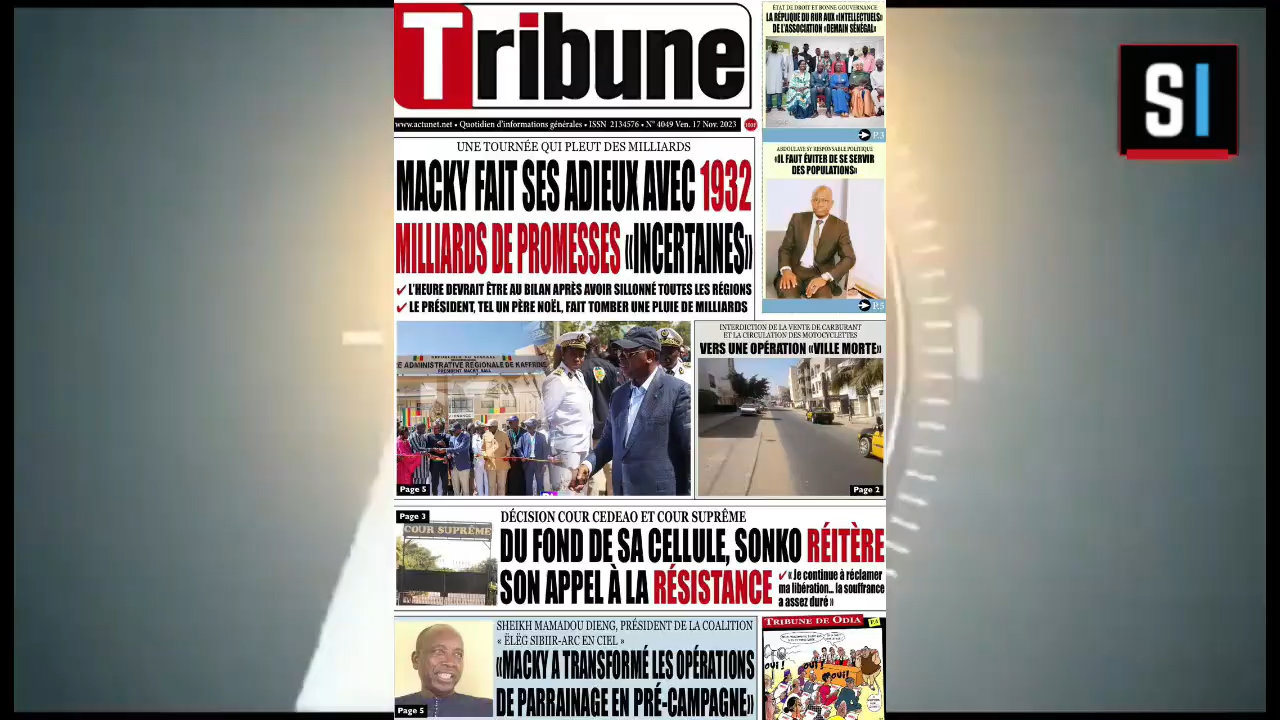 Tribune
www.actunet.net • Quotidien d'informations générales • ISSN 2134576 • N° 4049 Ven. 17 Nov. 2023
UNE TOURNÉE QUI PLEUT DES MILLIARDS
MACKY FAIT SES ADIEUX AVEC 1932
MILLIARDS DE PROMESSES «INCERTAINES»
✓ L'HEURE DEVRAIT ÊTRE AU BILAN APRÈS AVOIR SILLONNÉ TOUTES LES RÉGIONS
✓ LE PRÉSIDENT, TEL UN PÈRE NOËL, FAIT TOMBER UNE PLUIE DE MILLIARDS
E ADMINISTRATIVE REGIONALE DE KAFFRINE
Page 5
ÉTAT DE DROIT ET BONNE GOUVERNANCE
LA RÉPLIQUE DU RUR AUX «INTELLECTUELS»
DE L'ASSOCIATION «DEMAIN SÉNÉGAL»
P.3
ABDOULAYE SY RESPONSABLE POLITIQUE
«IL FAUT ÉVITER DE SE SERVIR
DES POPULATIONS»
P.5
INTERDICTION DE LA VENTE DE CARBURANT
ET LA CIRCULATION DES MOTOCYCLETTES
VERS UNE OPÉRATION «VILLE MORTE»
Page 2
Page 3
COUR SUPRÊME
DÉCISION COUR CEDEAO ET COUR SUPRÊME
DU FOND DE SA CELLULE, SONKO RÉITÈRE
SON APPEL À LA RÉSISTANCE
✓ « Je continue à réclamer
ma libération... la souffrance
a assez duré »
SHEIKH MAMADOU DIENG, PRÉSIDENT DE LA COALITION
« ËLËG SIBIIR-ARC EN CIEL »
«MACKY A TRANSFORMÉ LES OPÉRATIONS
DE PARRAINAGE EN PRÉ-CAMPAGNE»
Page 5
TRIBUNE DE ODIA
OUI !
OUI !
OUI !
SI